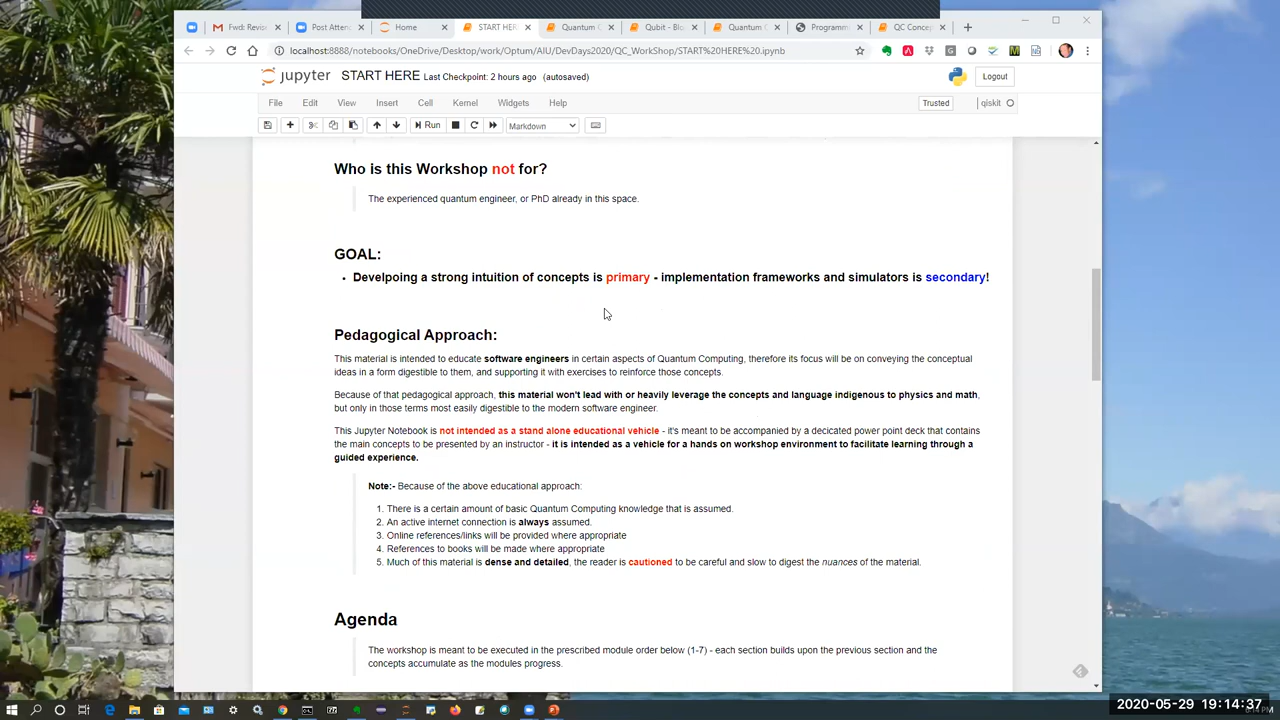 Fwd: Revis
Post Atten
Home
START HER
Quantum C
Qubit - Blo
Quantum C
Programm
QC Concep
localhost:8888/notebooks/OneDrive/Desktop/work/Optum/AIU/DevDays2020/QC_WorkShop/START%20HERE%20.ipynb
jupyter START HERE Last Checkpoint: 2 hours ago (autosaved)
Logout
File Edit View Insert Cell Kernel Widgets Help
Trusted
qiskit
Run
Markdown
Who is this Workshop not for?
The experienced quantum engineer, or PhD already in this space.
GOAL:
• Develpoing a strong intuition of concepts is primary - implementation frameworks and simulators is secondary!
Pedagogical Approach:
This material is intended to educate software engineers in certain aspects of Quantum Computing, therefore its focus will be on conveying the conceptual
ideas in a form digestible to them, and supporting it with exercises to reinforce those concepts.
Because of that pedagogical approach, this material won't lead with or heavily leverage the concepts and language indigenous to physics and math,
but only in those terms most easily digestible to the modern software engineer.
This Jupyter Notebook is not intended as a stand alone educational vehicle - it's meant to be accompanied by a dedicated power point deck that contains
the main concepts to be presented by an instructor - it is intended as a vehicle for a hands on workshop environment to facilitate learning through a
guided experience.
Note:- Because of the above educational approach:
1. There is a certain amount of basic Quantum Computing knowledge that is assumed.
2. An active internet connection is always assumed.
3. Online references/links will be provided where appropriate
4. References to books will be made where appropriate
5. Much of this material is dense and detailed, the reader is cautioned to be careful and slow to digest the nuances of the material.
Agenda
The workshop is meant to be executed in the prescribed module order below (1-7) - each section builds upon the previous section and the
concepts accumulate as the modules progress.
2020-05-29 19:14:37